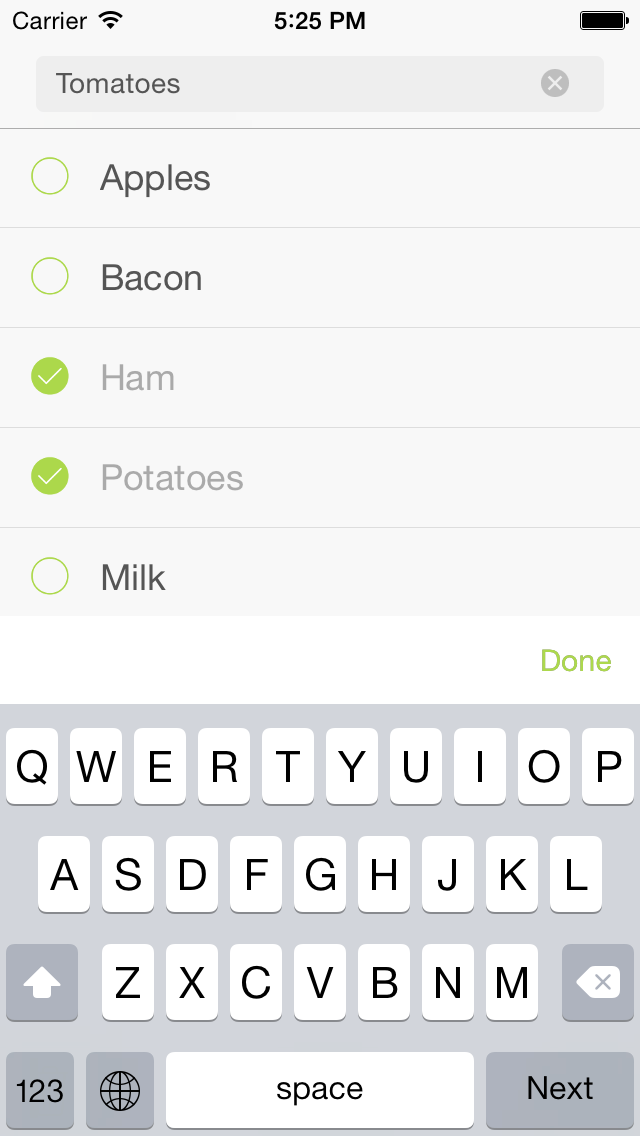 Carrier 5:25 PM
Tomatoes
Apples
Bacon
Ham
Potatoes
Milk
Done
Q W E R T Y U I O P
A S D F G H J K L
Z X C V B N M
123 space Next